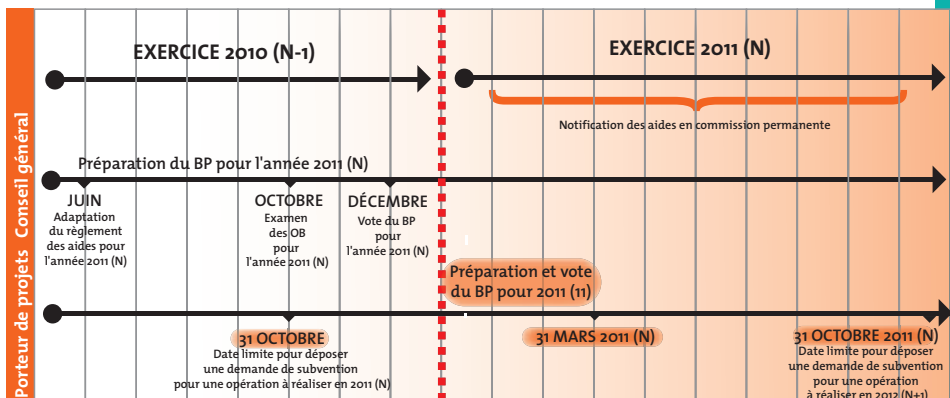 EXERCICE 2010 (N-1)
EXERCICE 2011 (N)
Notification des aides en commission permanente
Porteur de projets Conseil général
Préparation du BP pour l'année 2011 (N)
JUIN
Adaptation
du règlement
des aides pour
l'année 2011 (N)
OCTOBRE
Examen
des OB
pour
l'année 2011 (N)
DÉCEMBRE
Vote du BP
pour
l'année 2011 (N)
Préparation et vote
du BP pour 2011 (11)
31 OCTOBRE
Date limite pour déposer
une demande de subvention
pour une opération à réaliser en 2011 (N)
31 MARS 2011 (N)
31 OCTOBRE 2011 (N)
Date limite pour déposer
une demande de subvention
pour une opération
à réaliser en 2012 (N+1)